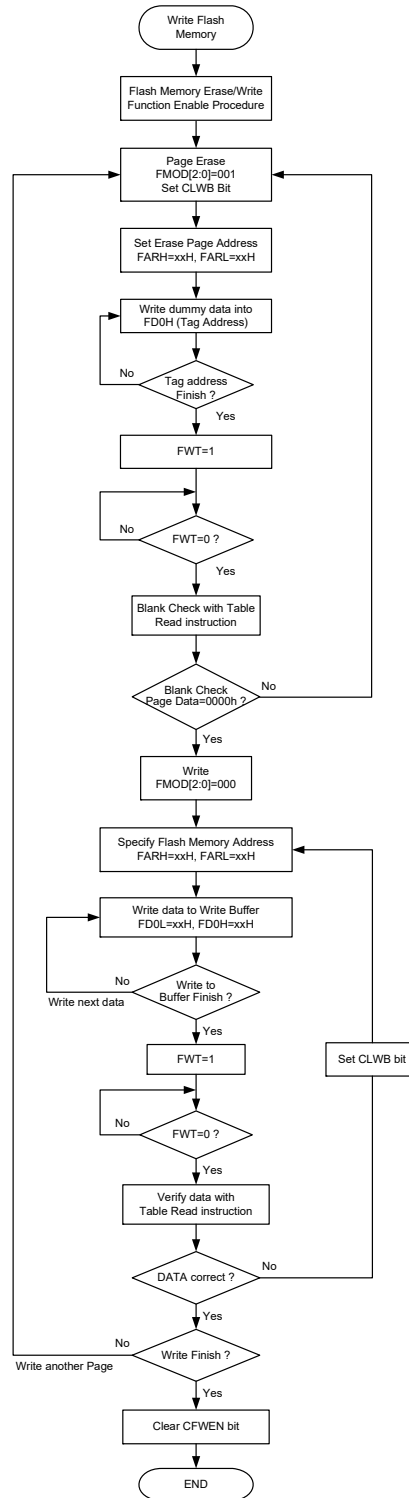 Write Flash
Memory
Flash Memory Erase/Write
Function Enable Procedure
Page Erase
FMOD[2:0]=001
Set CLWB Bit
Set Erase Page Address
FARH=xxH, FARL=xxH
Write dummy data into
FD0H (Tag Address)
No
Tag address
Finish ?
Yes
FWT=1
No
FWT=0 ?
Yes
Blank Check with Table
Read instruction
Blank Check
Page Data=0000h ?
No
Yes
Write
FMOD[2:0]=000
Specify Flash Memory Address
FARH=xxH, FARL=xxH
Write data to Write Buffer
FD0L=xxH, FD0H=xxH
No
Write next data
Write to
Buffer Finish ?
Yes
FWT=1
Set CLWB bit
No
FWT=0 ?
Yes
Verify data with
Table Read instruction
DATA correct ?
No
Yes
No
Write another Page
Write Finish ?
Yes
Clear CFWEN bit
END